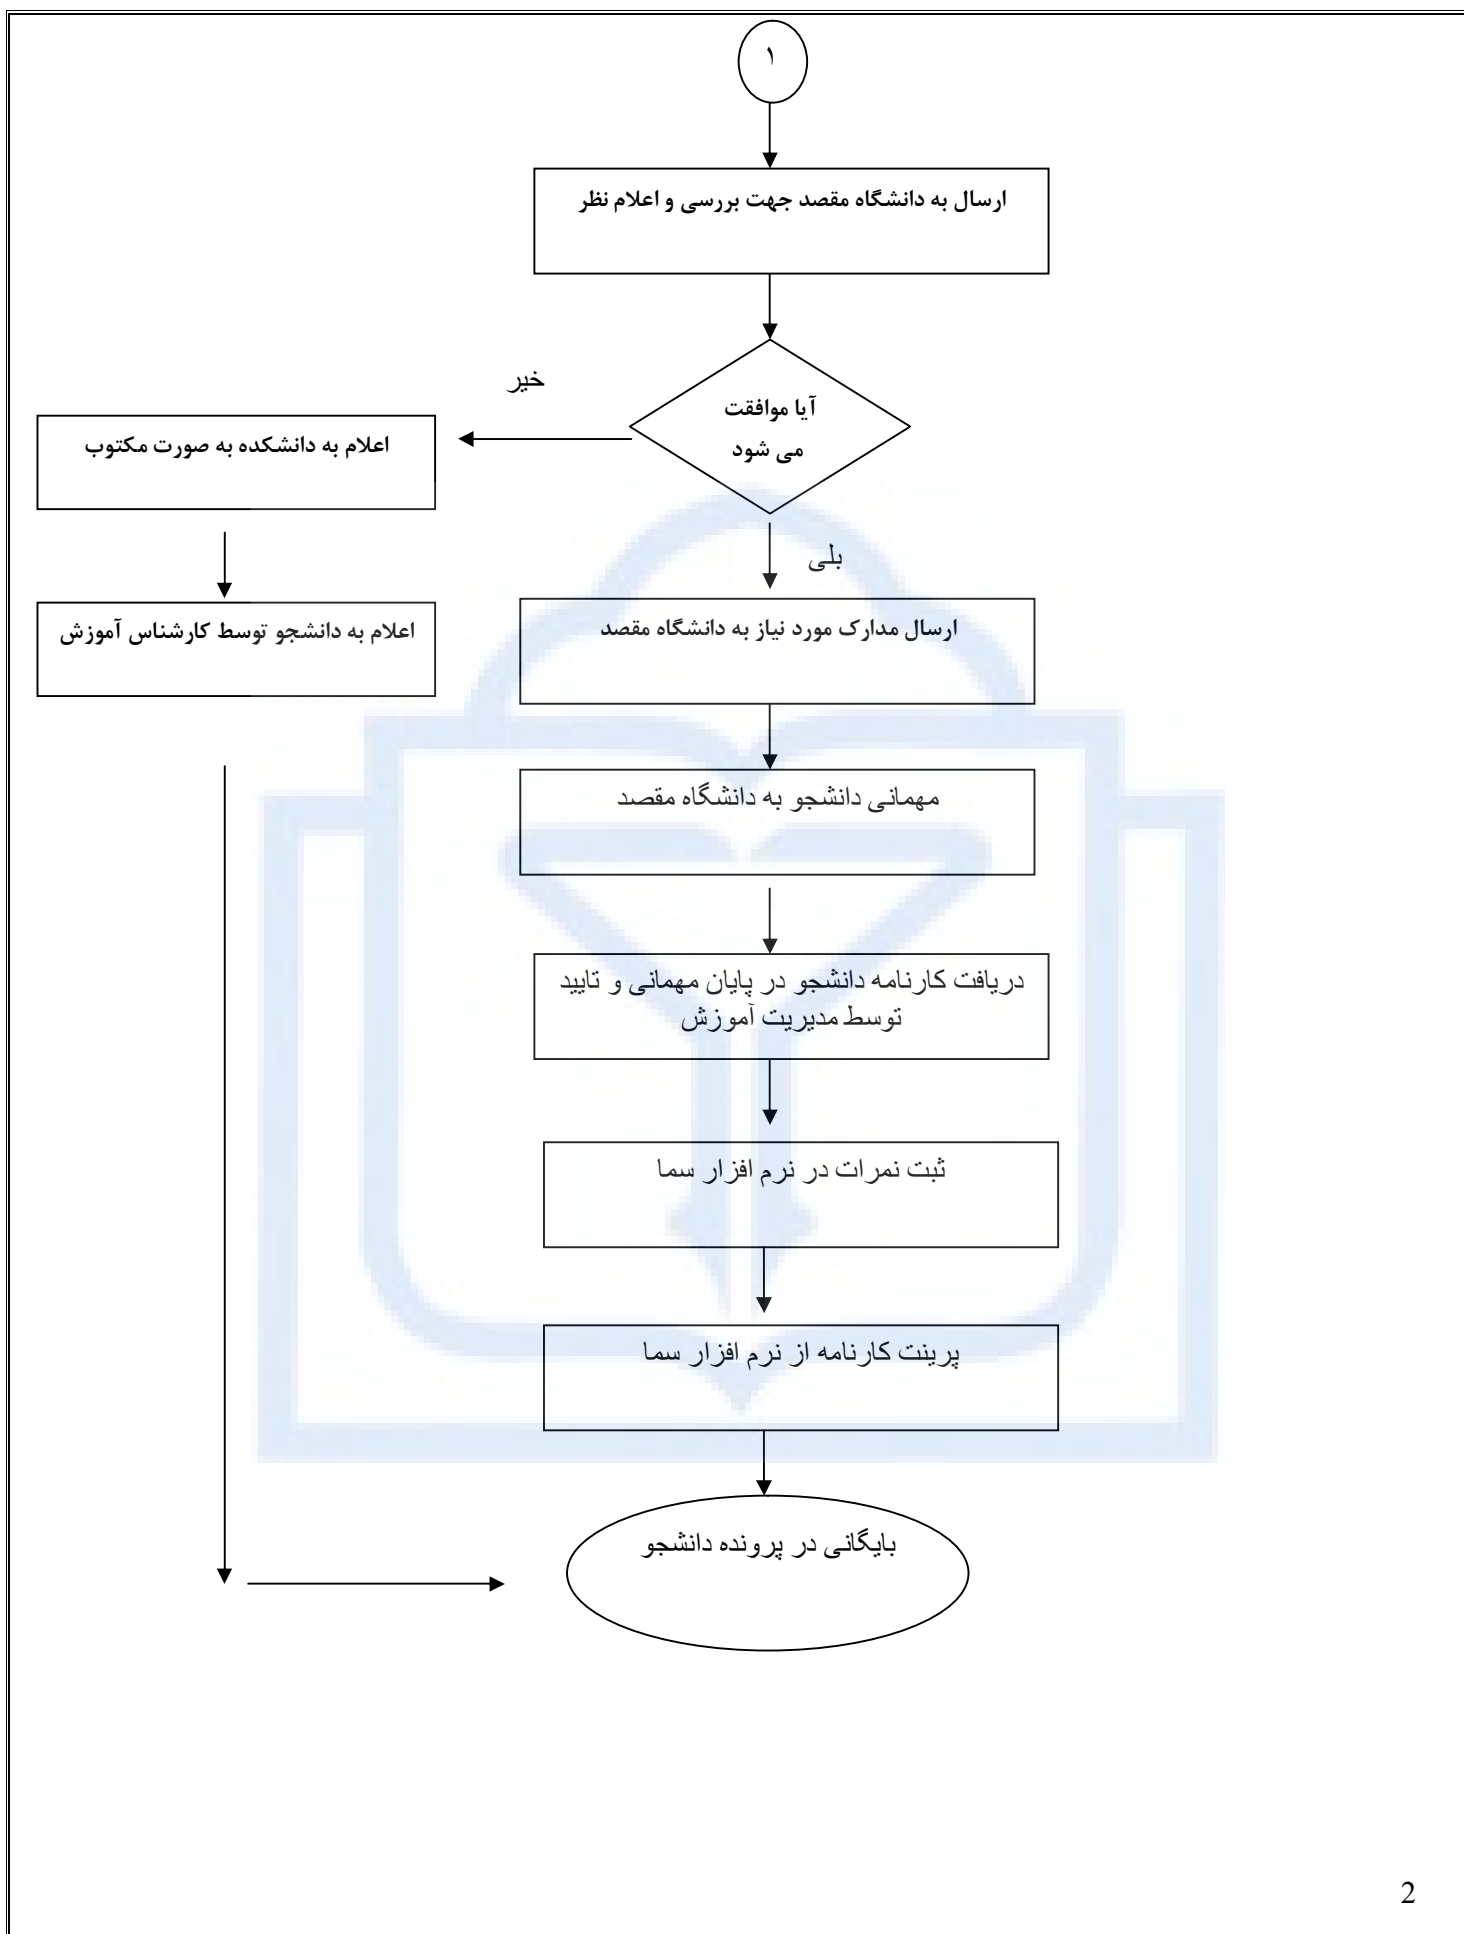 ۱
ارسال به دانشگاه مقصد جهت بررسی و اعلام نظر
آیا موافقت
می شود
خیر
اعلام به دانشکده به صورت مکتوب
بلی
اعلام به دانشجو توسط کارشناس آموزش
ارسال مدارک مورد نیاز به دانشگاه مقصد
مهمانی دانشجو به دانشگاه مقصد
دریافت کارنامه دانشجو در پایان مهمانی و تایید
توسط مدیریت آموزش
ثبت نمرات در نرم افزار سما
پرینت کارنامه از نرم افزار سما
بایگانی در پرونده دانشجو
2